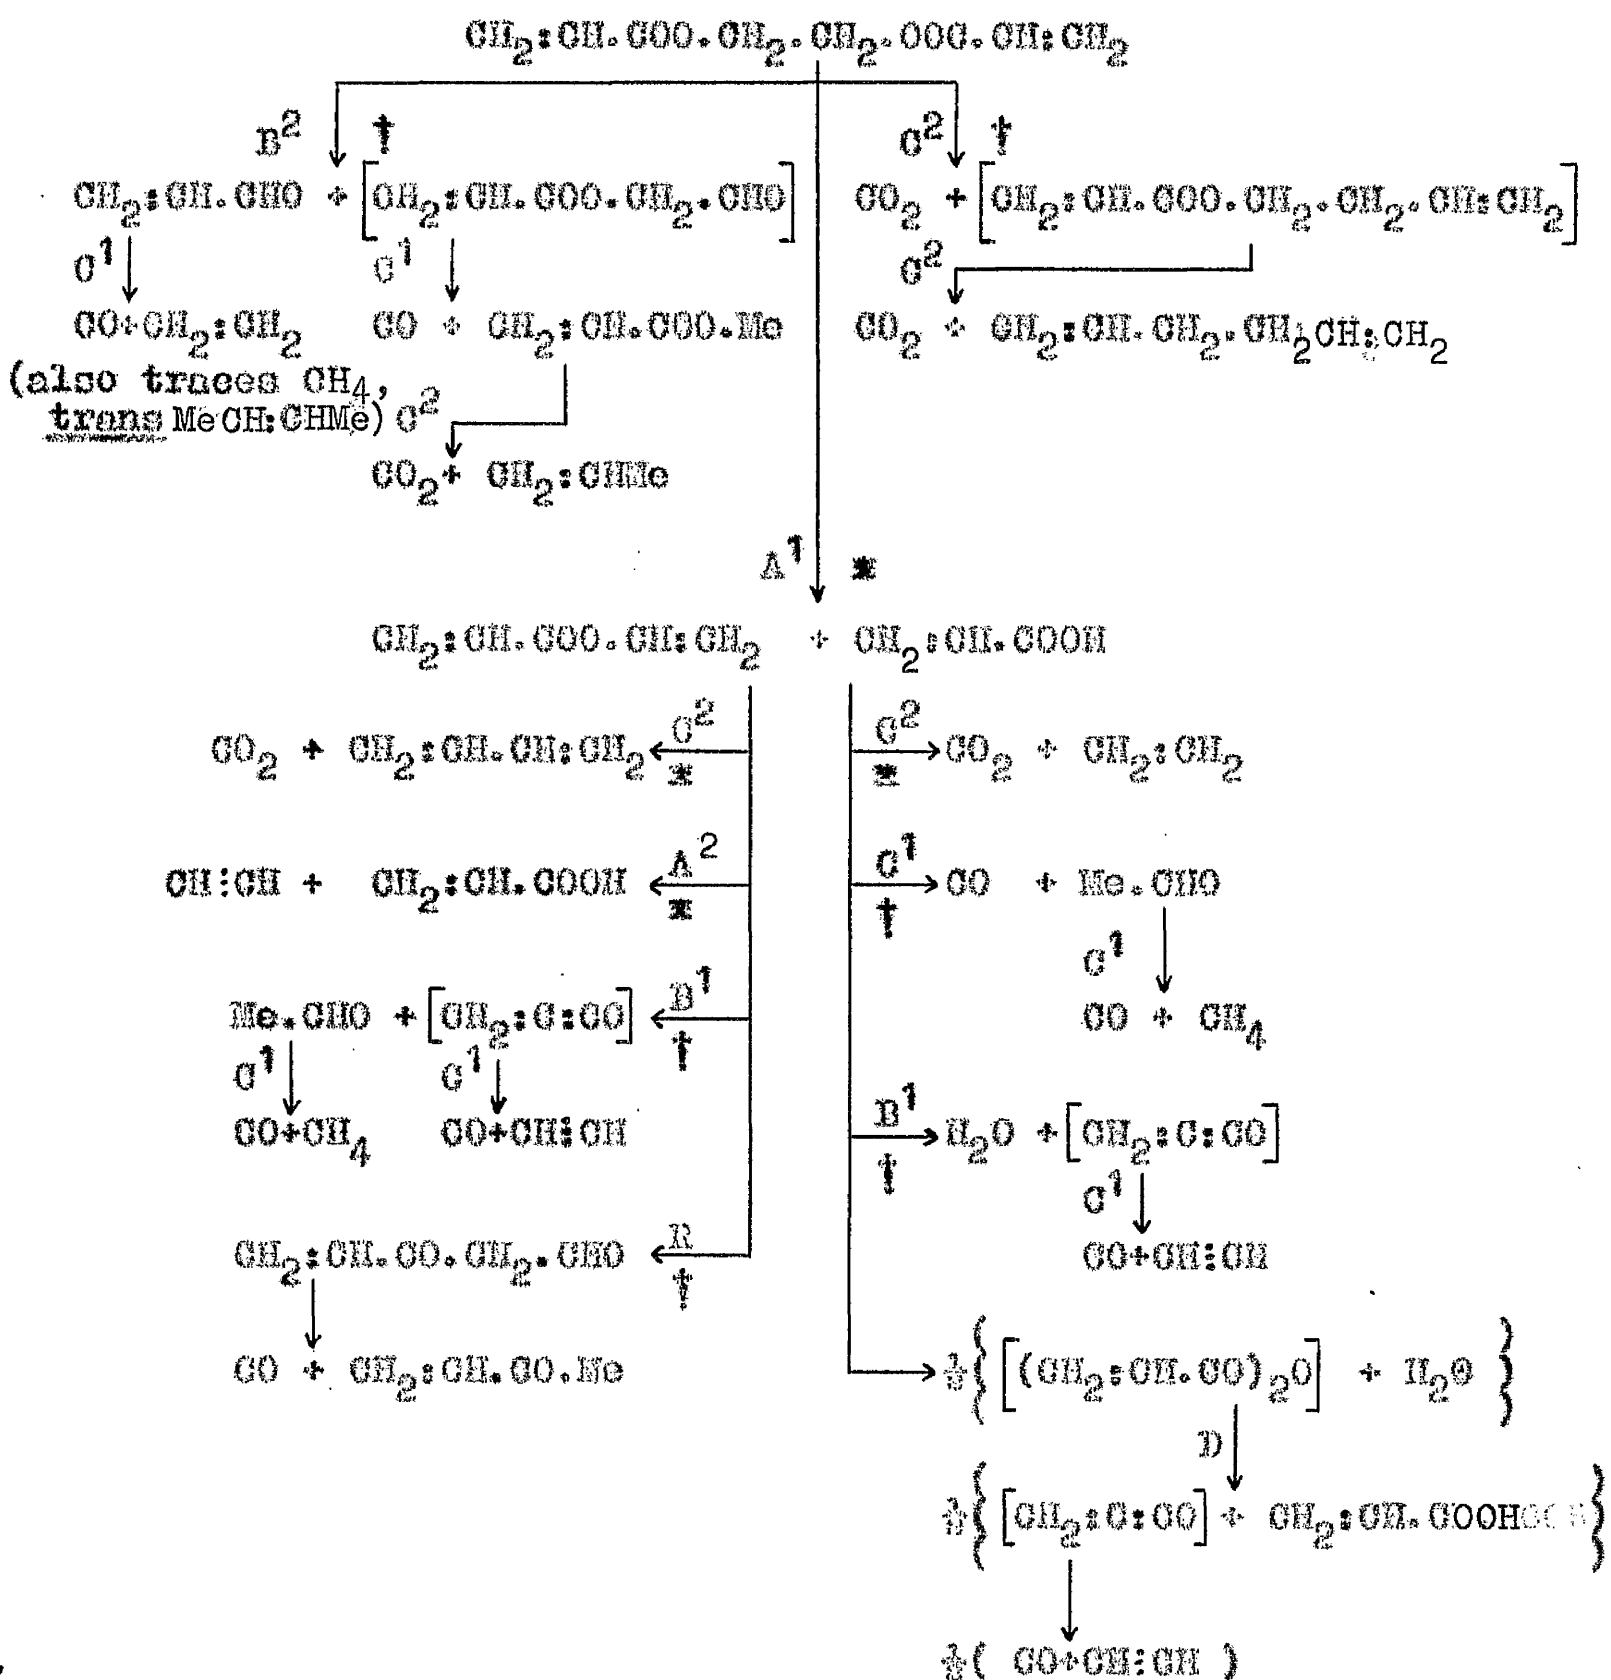 CH2:CH.COO.CH2.CH2.OOC.CH:CH2
B2 † C2 †
CH2:CH.CHO + [CH2:CH.COO.CH2.CHO] CO2 + [CH2:CH.COO.CH2.CH2.CH:CH2]
C1 C1 C2
CO+CH2:CH2 CO + CH2:CH.COO.Me CO2 + CH2:CH.CH2.CH2CH:CH2
(also traces CH4,
trans MeCH:CHMe) C2
CO2+ CH2:CHMe
A1 *
CH2:CH.COO.CH:CH2 + CH2:CH.COOH
C2 C2
CO2 + CH2:CH.CH:CH2 CO2 + CH2:CH2
* *
A2 C1
CH⋮CH + CH2:CH.COOH CO + Me.CHO
* †
C1
B1
Me.CHO + [CH2:C:CO] CO + CH4
†
C1 C1
B1
CO+CH4 CO+CH⋮CH H2O + [CH2:C:CO]
†
C1
R
CH2:CH.CO.CH2.CHO CO+CH⋮CH
†
CO + CH2:CH.CO.Me ½{[(CH2:CH.CO)2O] + H2O}
D
½{[CH2:C:CO] + CH2:CH.COOH}
½( CO+CH⋮CH )